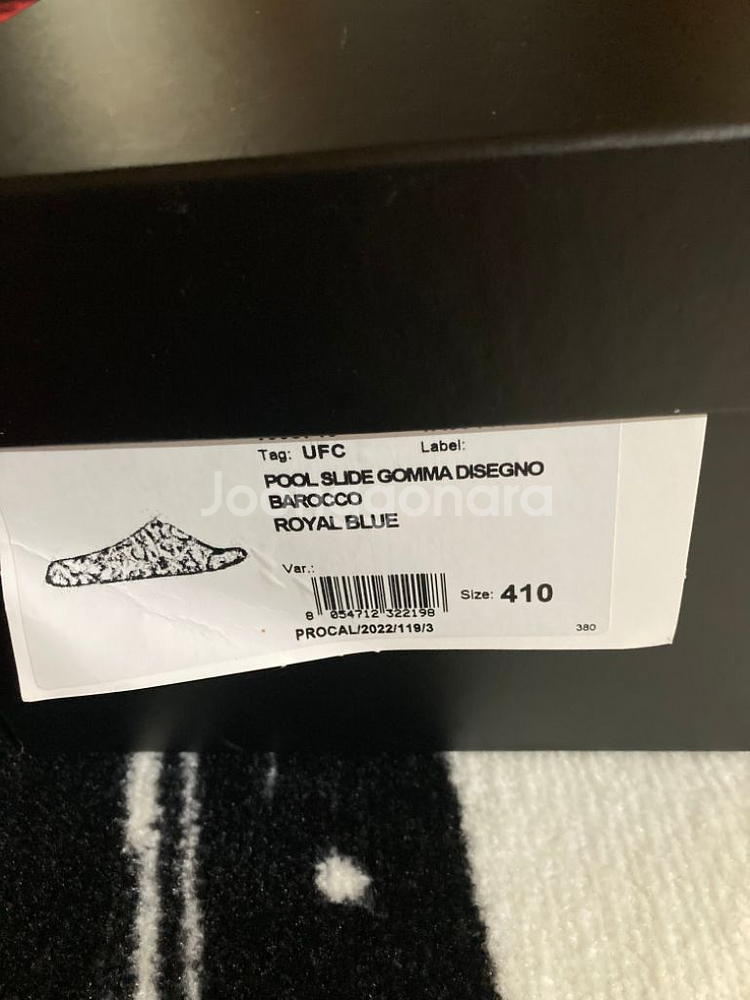 Tag: UFC
Label:
POOL SLIDE GOMMA DISEGNO
BAROCCO
ROYAL BLUE
Var.:
8 054712 322198
Size: 410
PROCAL/2022/119/3
380